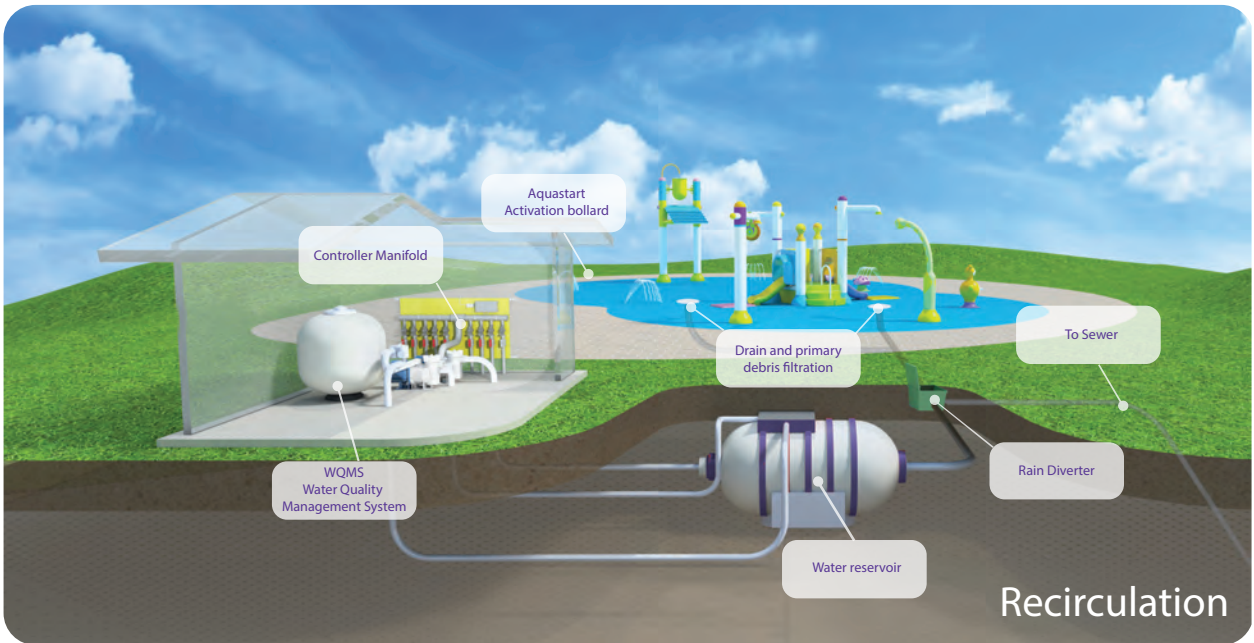 Aquastart
Activation bollard
Controller Manifold
To Sewer
Drain and primary
debris filtration
Rain Diverter
WQMS
Water Quality
Management System
Water reservoir
Recirculation